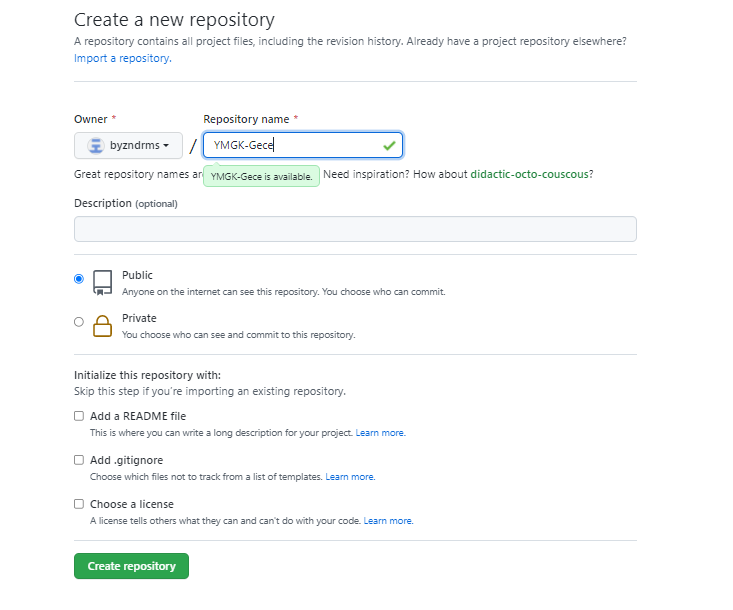 Create a new repository
A repository contains all project files, including the revision history. Already have a project repository elsewhere?
Import a repository.
Owner *
Repository name *
byzndrms
/
YMGK-Gece
Great repository names ar
YMGK-Gece is available.
Need inspiration? How about didactic-octo-couscous?
Description (optional)
Public
Anyone on the internet can see this repository. You choose who can commit.
Private
You choose who can see and commit to this repository.
Initialize this repository with:
Skip this step if you're importing an existing repository.
Add a README file
This is where you can write a long description for your project. Learn more.
Add .gitignore
Choose which files not to track from a list of templates. Learn more.
Choose a license
A license tells others what they can and can't do with your code. Learn more.
Create repository